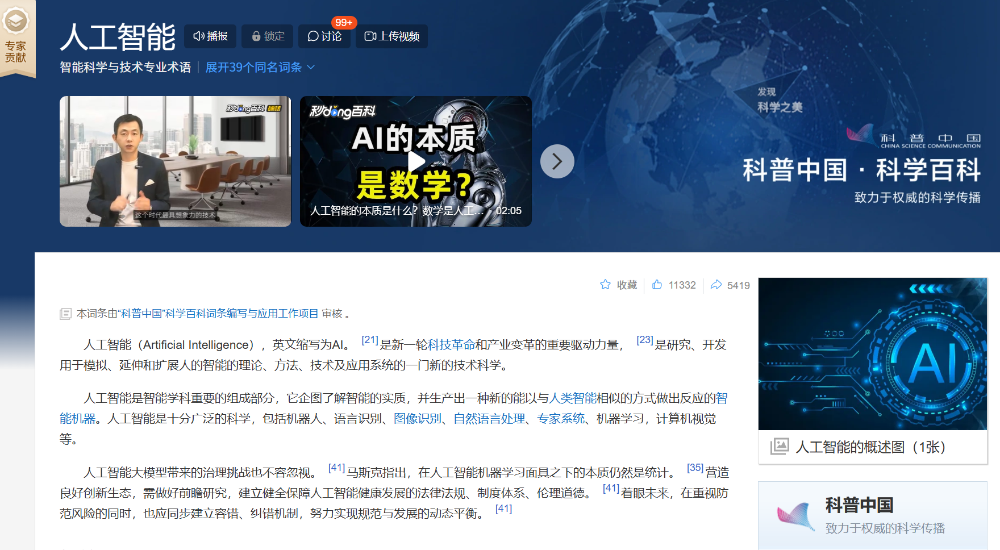 专家
贡献
人工智能
播报
锁定
讨论
99+
上传视频
智能科学与技术专业术语
展开39个同名词条
秒dong百科 硬核
这个时代最具想象力的技术
秒dong百科
AI的本质
是数学?
人工智能的本质是什么? 数学是人工... 02:05
发现
科学之美
科普中国
CHINA SCIENCE COMMUNICATION
科普中国·科学百科
致力于权威的科学传播
收藏
11332
5419
本词条由“科普中国”科学百科词条编写与应用工作项目 审核 。
人工智能（Artificial Intelligence），英文缩写为AI。 [21] 是新一轮科技革命和产业变革的重要驱动力量， [23] 是研究、开发
用于模拟、延伸和扩展人的智能的理论、方法、技术及应用系统的一门新的技术科学。
人工智能是智能学科重要的组成部分，它企图了解智能的实质，并生产出一种新的能以与人类智能相似的方式做出反应的智
能机器。人工智能是十分广泛的科学，包括机器人、语言识别、图像识别、自然语言处理、专家系统、机器学习，计算机视觉
等。
人工智能大模型带来的治理挑战也不容忽视。 [41] 马斯克指出，在人工智能机器学习面具之下的本质仍然是统计。 [35] 营造
良好创新生态，需做好前瞻研究，建立健全保障人工智能健康发展的法律法规、制度体系、伦理道德。 [41] 着眼未来，在重视防
范风险的同时，也应同步建立容错、纠错机制，努力实现规范与发展的动态平衡。 [41]
AI
人工智能的概述图（1张）
科普中国
致力于权威的科学传播